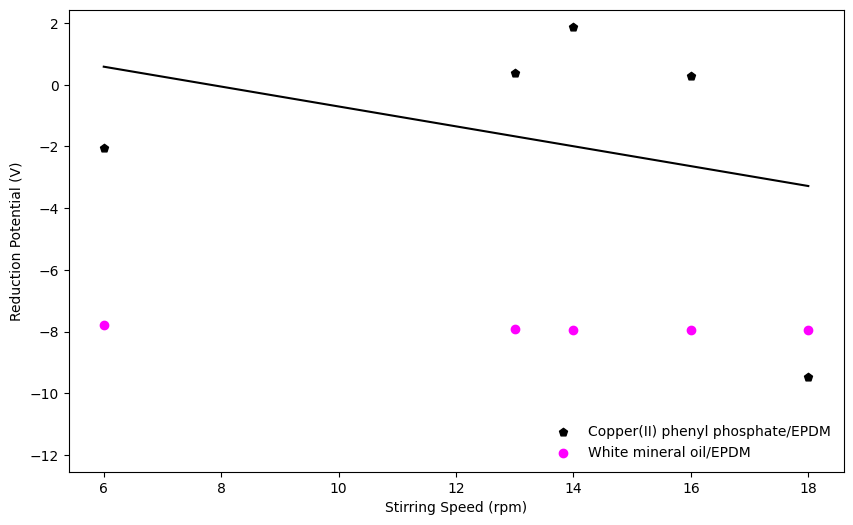 2
0
−2
−4
−6
−8
−10
−12
Reduction Potential (V)
Copper(II) phenyl phosphate/EPDM
White mineral oil/EPDM
6 8 10 12 14 16 18
Stirring Speed (rpm)